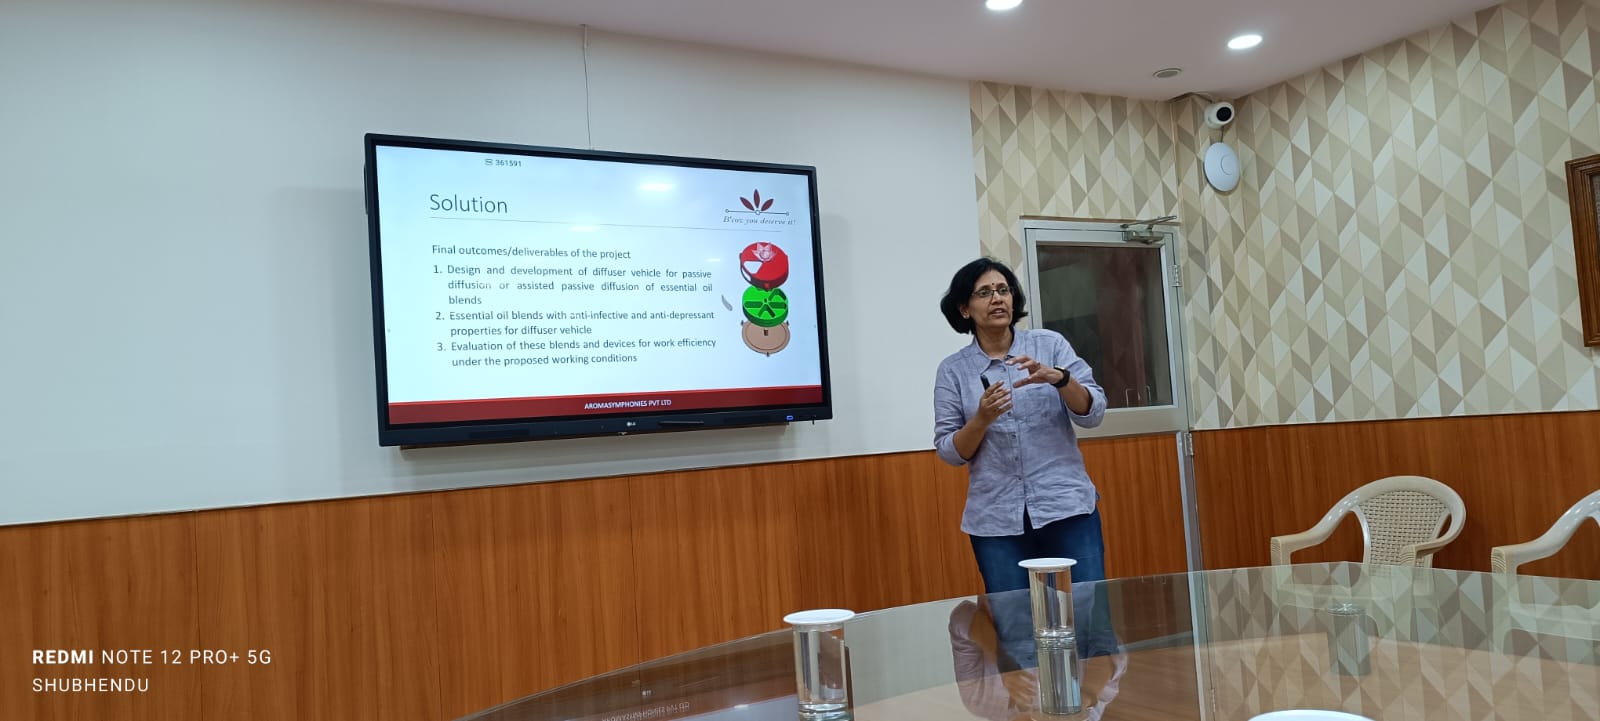 361591
Solution
B'coz you deserve it!
Final outcomes/deliverables of the project
1. Design and development of diffuser vehicle for passive
diffusion or assisted passive diffusion of essential oil
blends
2. Essential oil blends with anti-infective and anti-depressant
properties for diffuser vehicle
3. Evaluation of these blends and devices for work efficiency
under the proposed working conditions
AROMASYMPHONIES PVT LTD
LG
REDMI NOTE 12 PRO+ 5G
SHUBHENDU